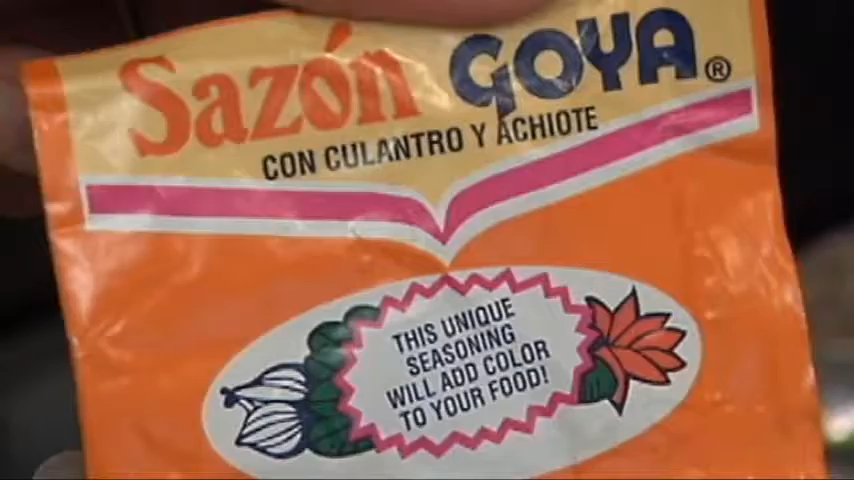 Sazón GOYA®
CON CULANTRO Y ACHIOTE
THIS UNIQUE
SEASONING
WILL ADD COLOR
TO YOUR FOOD!